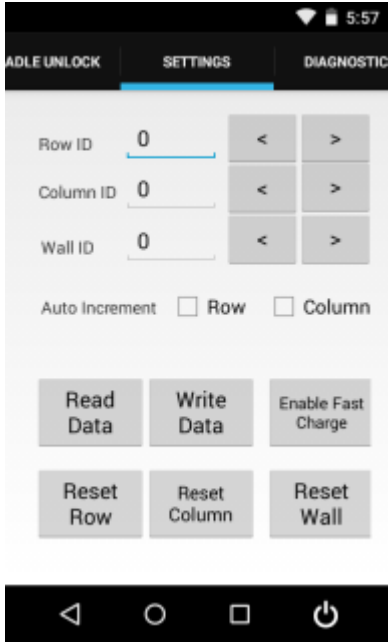 5:57
ADLE UNLOCK SETTINGS DIAGNOSTIC
Row ID 0 < >
Column ID 0 < >
Wall ID 0 < >
Auto Increment Row Column
Read Write Enable Fast
Data Data Charge
Reset Reset Reset
Row Column Wall